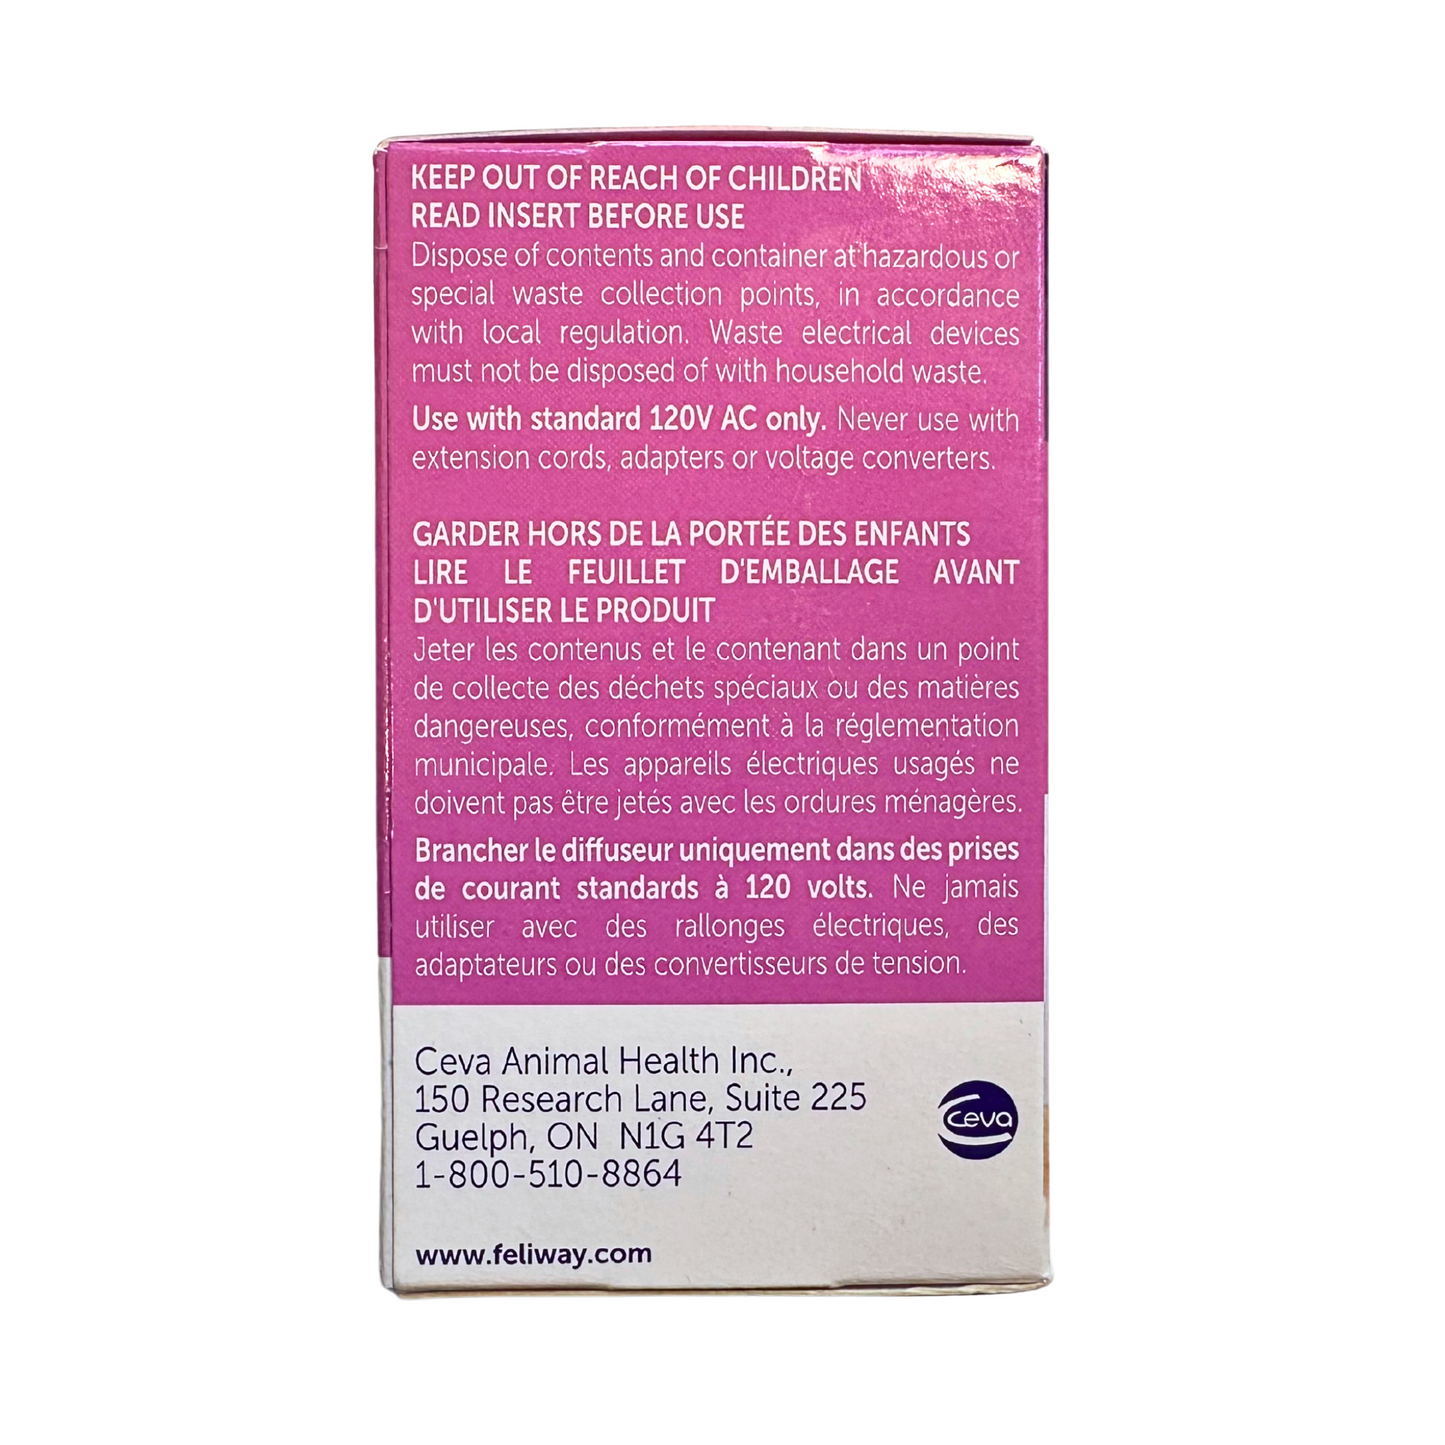 KEEP OUT OF REACH OF CHILDREN
READ INSERT BEFORE USE
Dispose of contents and container at hazardous or
special waste collection points, in accordance
with local regulation. Waste electrical devices
must not be disposed of with household waste.
Use with standard 120V AC only. Never use with
extension cords, adapters or voltage converters.
GARDER HORS DE LA PORTÉE DES ENFANTS
LIRE LE FEUILLET D'EMBALLAGE AVANT
D'UTILISER LE PRODUIT
Jeter les contenus et le contenant dans un point
de collecte des déchets spéciaux ou des matières
dangereuses, conformément à la réglementation
municipale. Les appareils électriques usagés ne
doivent pas être jetés avec les ordures ménagères.
Brancher le diffuseur uniquement dans des prises
de courant standards à 120 volts. Ne jamais
utiliser avec des rallonges électriques, des
adaptateurs ou des convertisseurs de tension.
Ceva Animal Health Inc.,
150 Research Lane, Suite 225
Guelph, ON N1G 4T2
1-800-510-8864
ceva
www.feliway.com